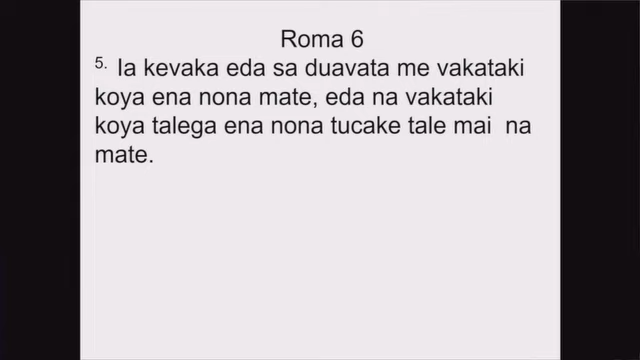 Roma 6
5. Ia kevaka eda sa duavata me vakataki
koya ena nona mate, eda na vakataki
koya talega ena nona tucake tale mai  na
mate.